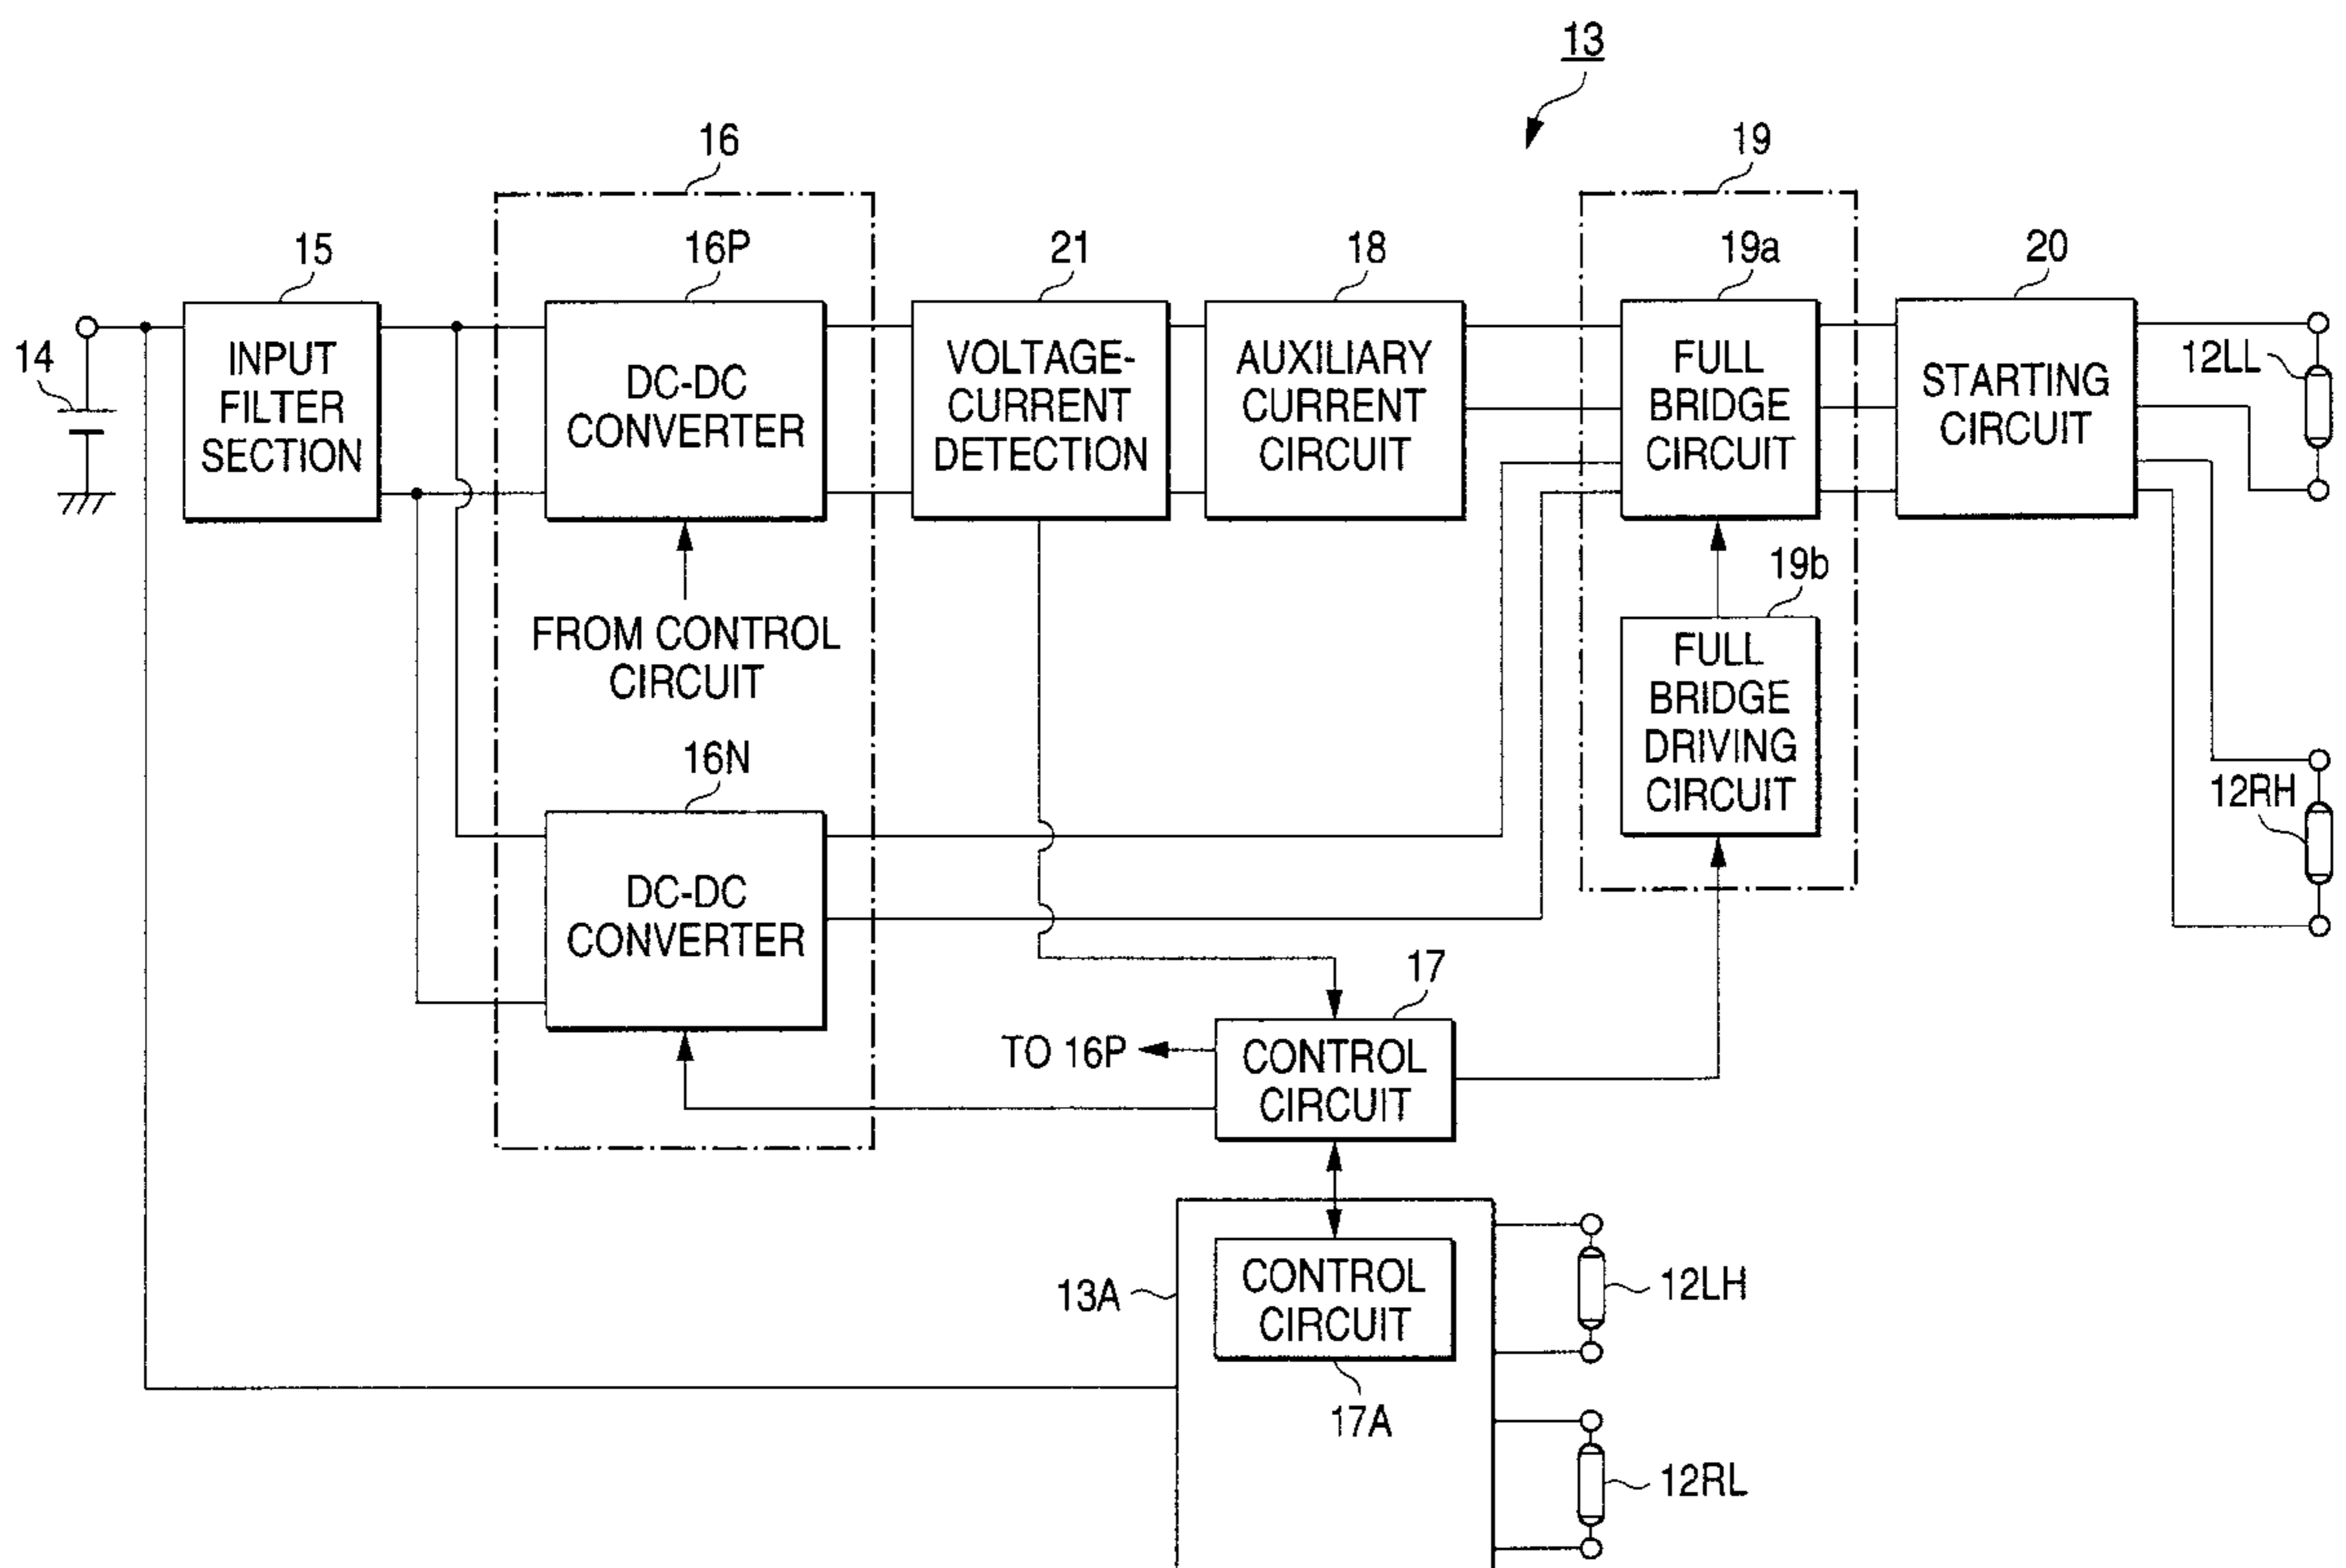 13
16
19
15
16P
21
18
19a
20
14
INPUT
FILTER
SECTION
DC-DC
CONVERTER
VOLTAGE-
CURRENT
DETECTION
AUXILIARY
CURRENT
CIRCUIT
FULL
BRIDGE
CIRCUIT
STARTING
CIRCUIT
12LL
FROM CONTROL
CIRCUIT
19b
FULL
BRIDGE
DRIVING
CIRCUIT
16N
12RH
DC-DC
CONVERTER
17
TO 16P
CONTROL
CIRCUIT
13A
CONTROL
CIRCUIT
12LH
17A
12RL